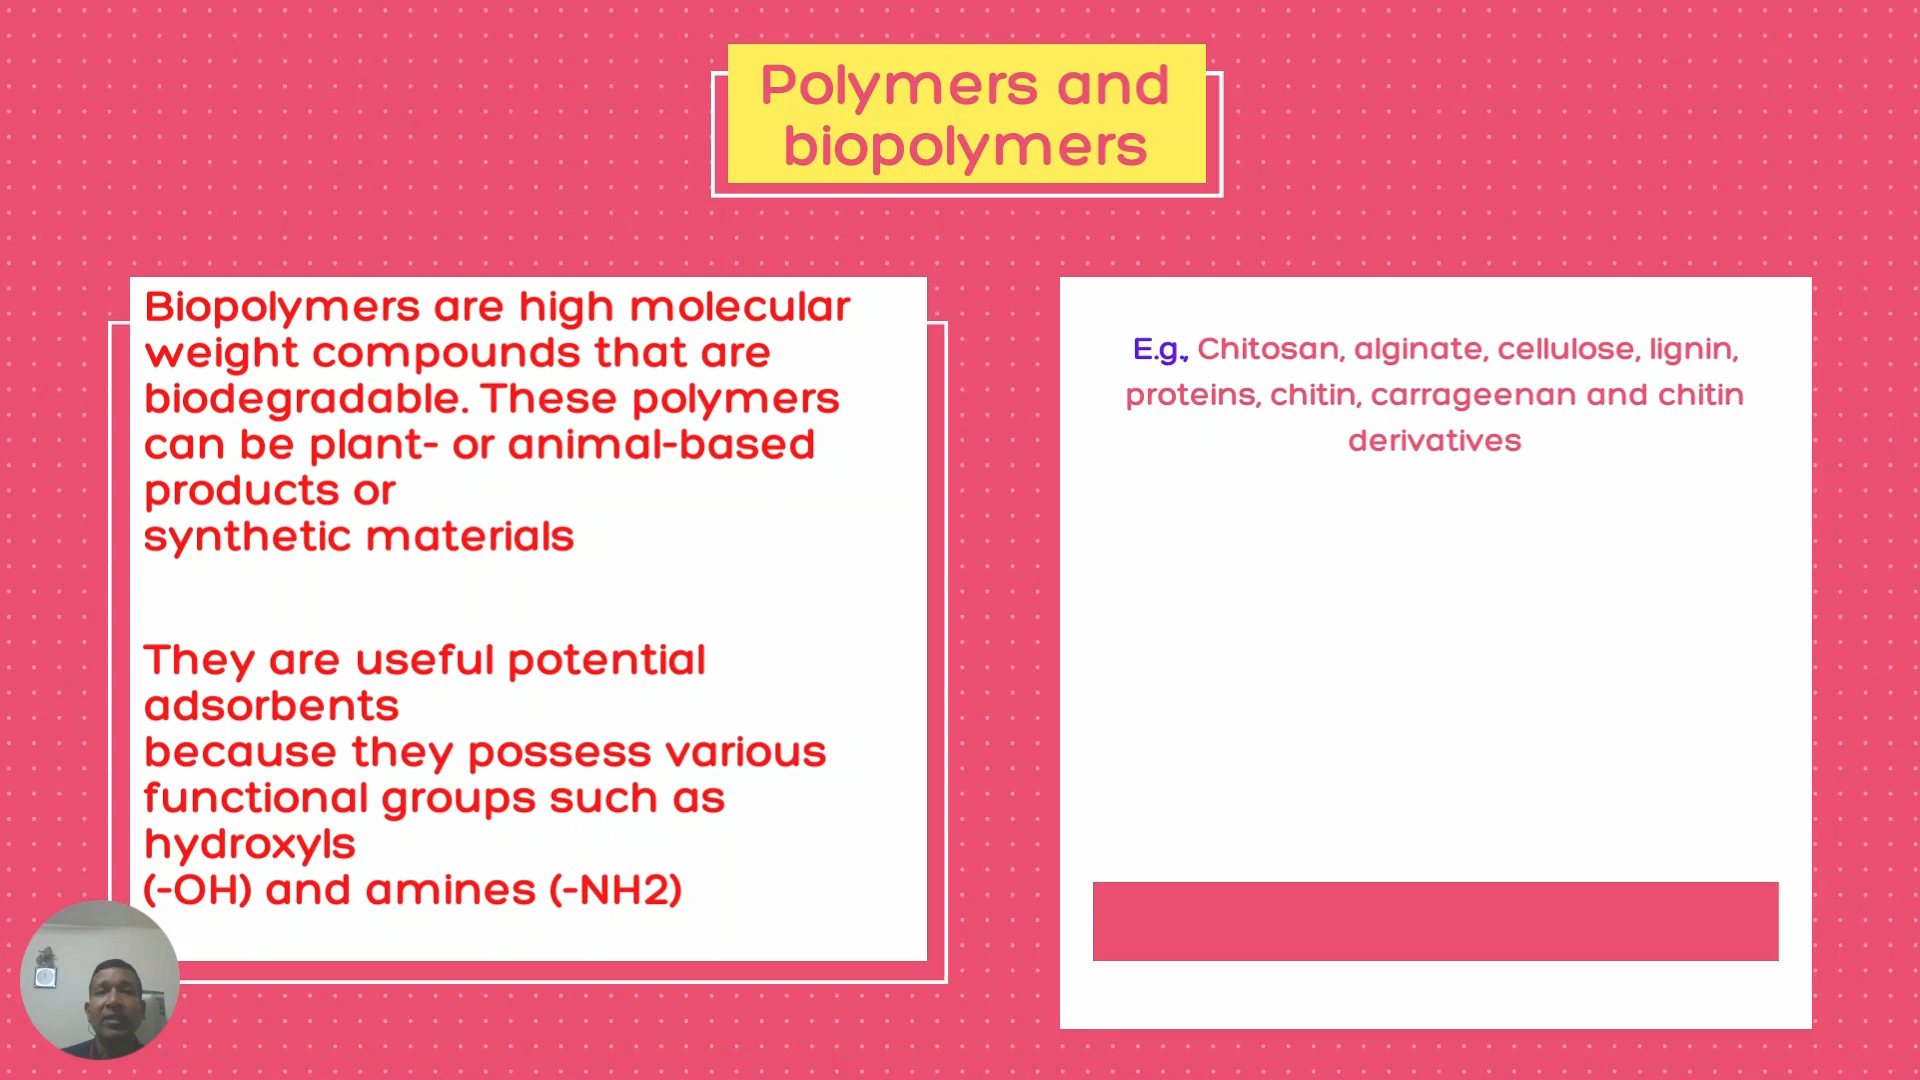 Polymers and
biopolymers
Biopolymers are high molecular
weight compounds that are
biodegradable. These polymers
can be plant- or animal-based
products or
synthetic materials
They are useful potential
adsorbents
because they possess various
functional groups such as
hydroxyls
(-OH) and amines (-NH2)
E.g., Chitosan, alginate, cellulose, lignin,
proteins, chitin, carrageenan and chitin
derivatives